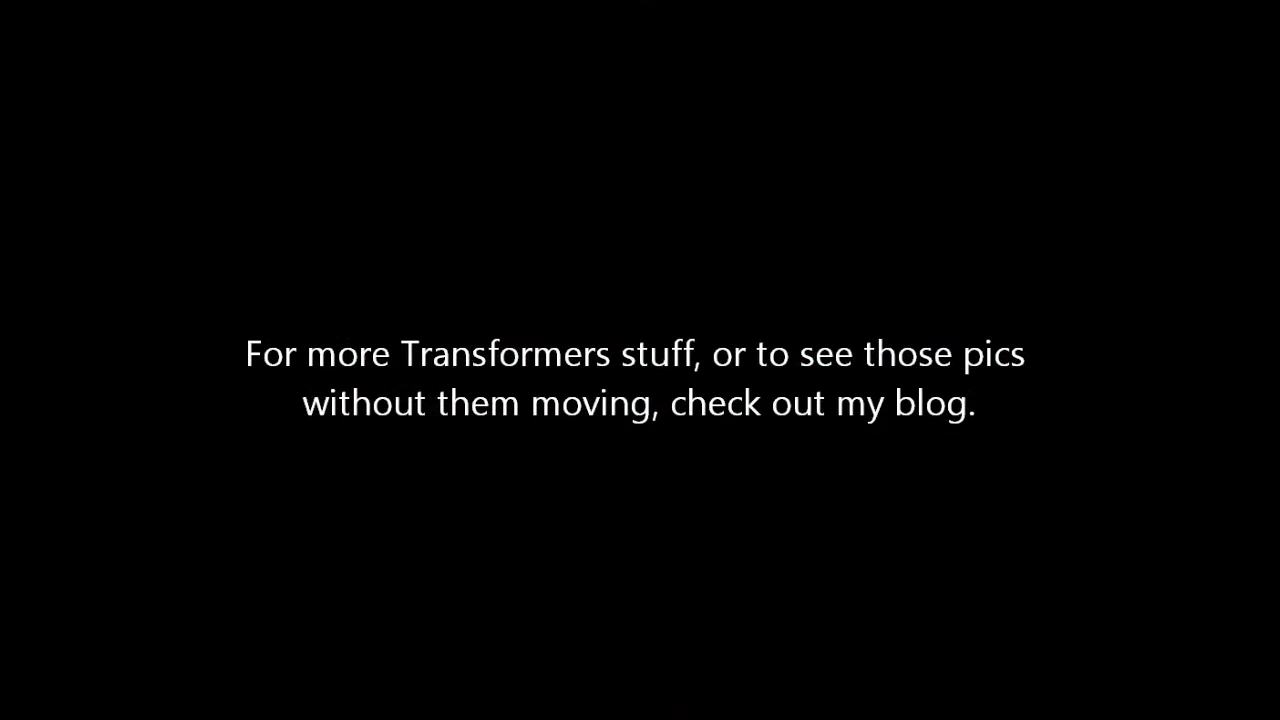 For more Transformers stuff, or to see those pics
without them moving, check out my blog.